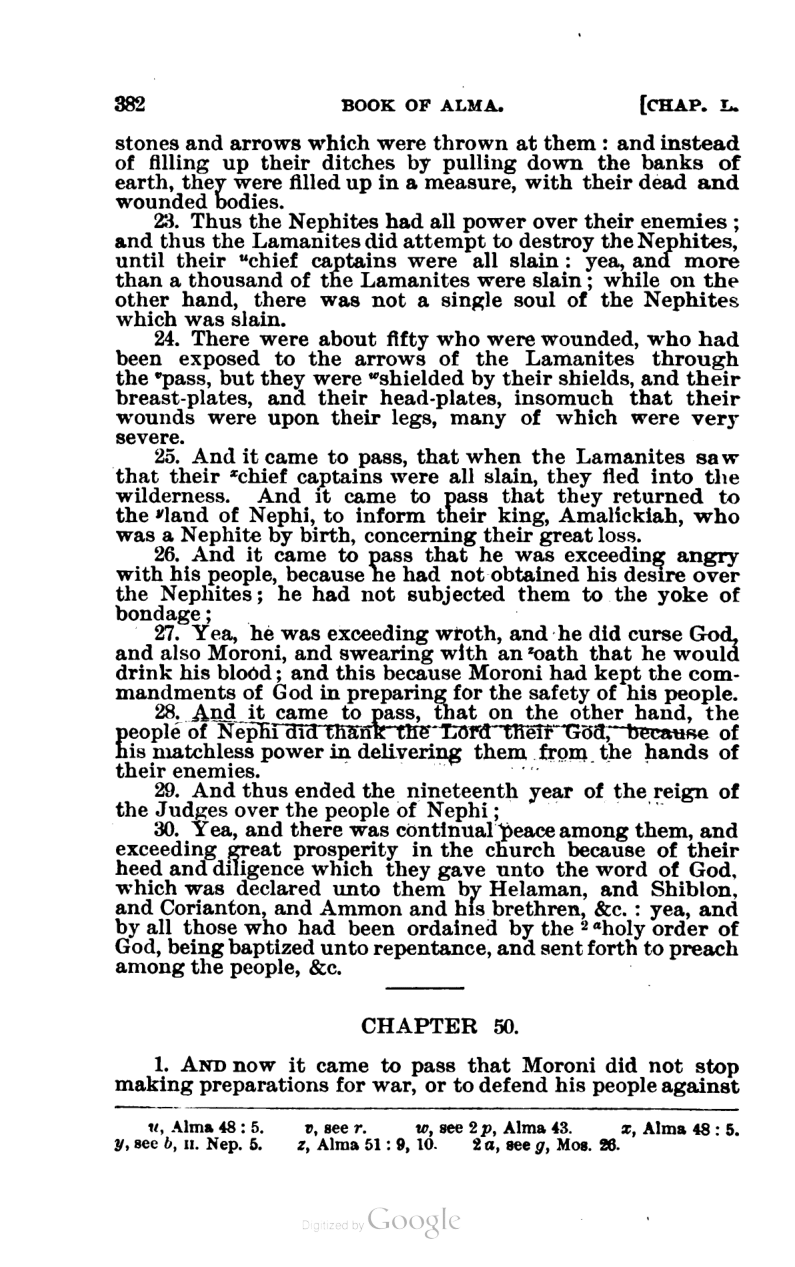 382 BOOK OF ALMA. [CHAP. L.
stones and arrows which were thrown at them : and instead
of filling up their ditches by pulling down the banks of
earth, they were filled up in a measure, with their dead and
wounded bodies.
23. Thus the Nephites had all power over their enemies ;
and thus the Lamanites did attempt to destroy the Nephites,
until their ᵘchief captains were all slain : yea, and more
than a thousand of the Lamanites were slain ; while on the
other hand, there was not a single soul of the Nephites
which was slain.
24. There were about fifty who were wounded, who had
been exposed to the arrows of the Lamanites through
the ᵛpass, but they were ʷshielded by their shields, and their
breast-plates, and their head-plates, insomuch that their
wounds were upon their legs, many of which were very
severe.
25. And it came to pass, that when the Lamanites saw
that their ˣchief captains were all slain, they fled into the
wilderness. And it came to pass that they returned to
the ʸland of Nephi, to inform their king, Amalickiah, who
was a Nephite by birth, concerning their great loss.
26. And it came to pass that he was exceeding angry
with his people, because he had not obtained his desire over
the Nephites ; he had not subjected them to the yoke of
bondage ;
27. Yea, he was exceeding wroth, and he did curse God,
and also Moroni, and swearing with an ᶻoath that he would
drink his blood ; and this because Moroni had kept the com-
mandments of God in preparing for the safety of his people.
28. And it came to pass, that on the other hand, the
people of Nephi did thank the Lord their God, because of
his matchless power in delivering them from the hands of
their enemies.
29. And thus ended the nineteenth year of the reign of
the Judges over the people of Nephi ;
30. Yea, and there was continual peace among them, and
exceeding great prosperity in the church because of their
heed and diligence which they gave unto the word of God,
which was declared unto them by Helaman, and Shiblon,
and Corianton, and Ammon and his brethren, &c. : yea, and
by all those who had been ordained by the ² ᵃholy order of
God, being baptized unto repentance, and sent forth to preach
among the people, &c.
CHAPTER 50.
1. AND now it came to pass that Moroni did not stop
making preparations for war, or to defend his people against
u, Alma 48 : 5. v, see r. w, see 2 p, Alma 43. x, Alma 48 : 5.
y, see b, II. Nep. 5. z, Alma 51 : 9, 10. 2 a, see g, Mos. 26.
Digitized by Google